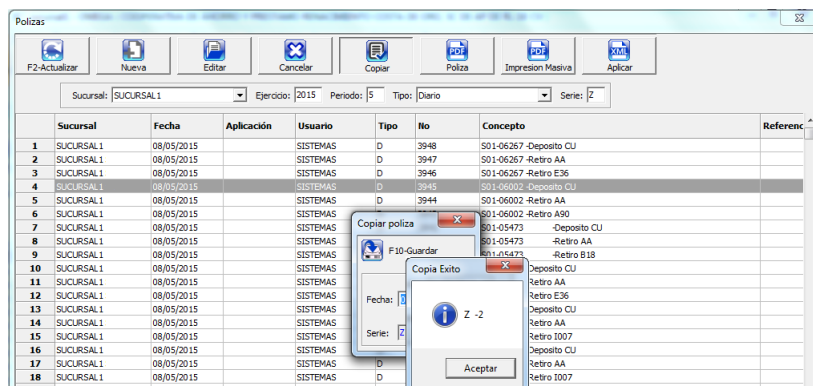 Polizas
F2-Actualizar Nueva Editar Cancelar Copiar Poliza Impresion Masiva Aplicar
Sucursal: SUCURSAL1 Ejercicio: 2015 Periodo: 5 Tipo: Diario Serie: Z
Sucursal Fecha Aplicación Usuario Tipo No Concepto Referenc
1 SUCURSAL1 08/05/2015 SISTEMAS D 3948 S01-06267 -Deposito CU
2 SUCURSAL1 08/05/2015 SISTEMAS D 3947 S01-06267 -Retiro AA
3 SUCURSAL1 08/05/2015 SISTEMAS D 3946 S01-06267 -Retiro E36
4 SUCURSAL1 08/05/2015 SISTEMAS D 3945 S01-06002 -Deposito CU
5 SUCURSAL1 08/05/2015 SISTEMAS D 3944 S01-06002 -Retiro AA
6 SUCURSAL1 08/05/2015 SISTEMAS S01-06002 -Retiro A90
7 SUCURSAL1 08/05/2015 SISTEMAS S01-05473 -Deposito CU
8 SUCURSAL1 08/05/2015 SISTEMAS S01-05473 -Retiro AA
9 SUCURSAL1 08/05/2015 SISTEMAS S01-05473 -Retiro B18
10 SUCURSAL1 08/05/2015 SISTEMAS Deposito CU
11 SUCURSAL1 08/05/2015 SISTEMAS Retiro AA
12 SUCURSAL1 08/05/2015 SISTEMAS Retiro E36
13 SUCURSAL1 08/05/2015 SISTEMAS Deposito CU
14 SUCURSAL1 08/05/2015 SISTEMAS Retiro AA
15 SUCURSAL1 08/05/2015 SISTEMAS Retiro I007
16 SUCURSAL1 08/05/2015 SISTEMAS Deposito CU
17 SUCURSAL1 08/05/2015 SISTEMAS D Retiro AA
18 SUCURSAL1 08/05/2015 SISTEMAS D Retiro I007
Copiar poliza
F10-Guardar
Fecha:
Serie: Z
Copia Exito
Z -2
Aceptar